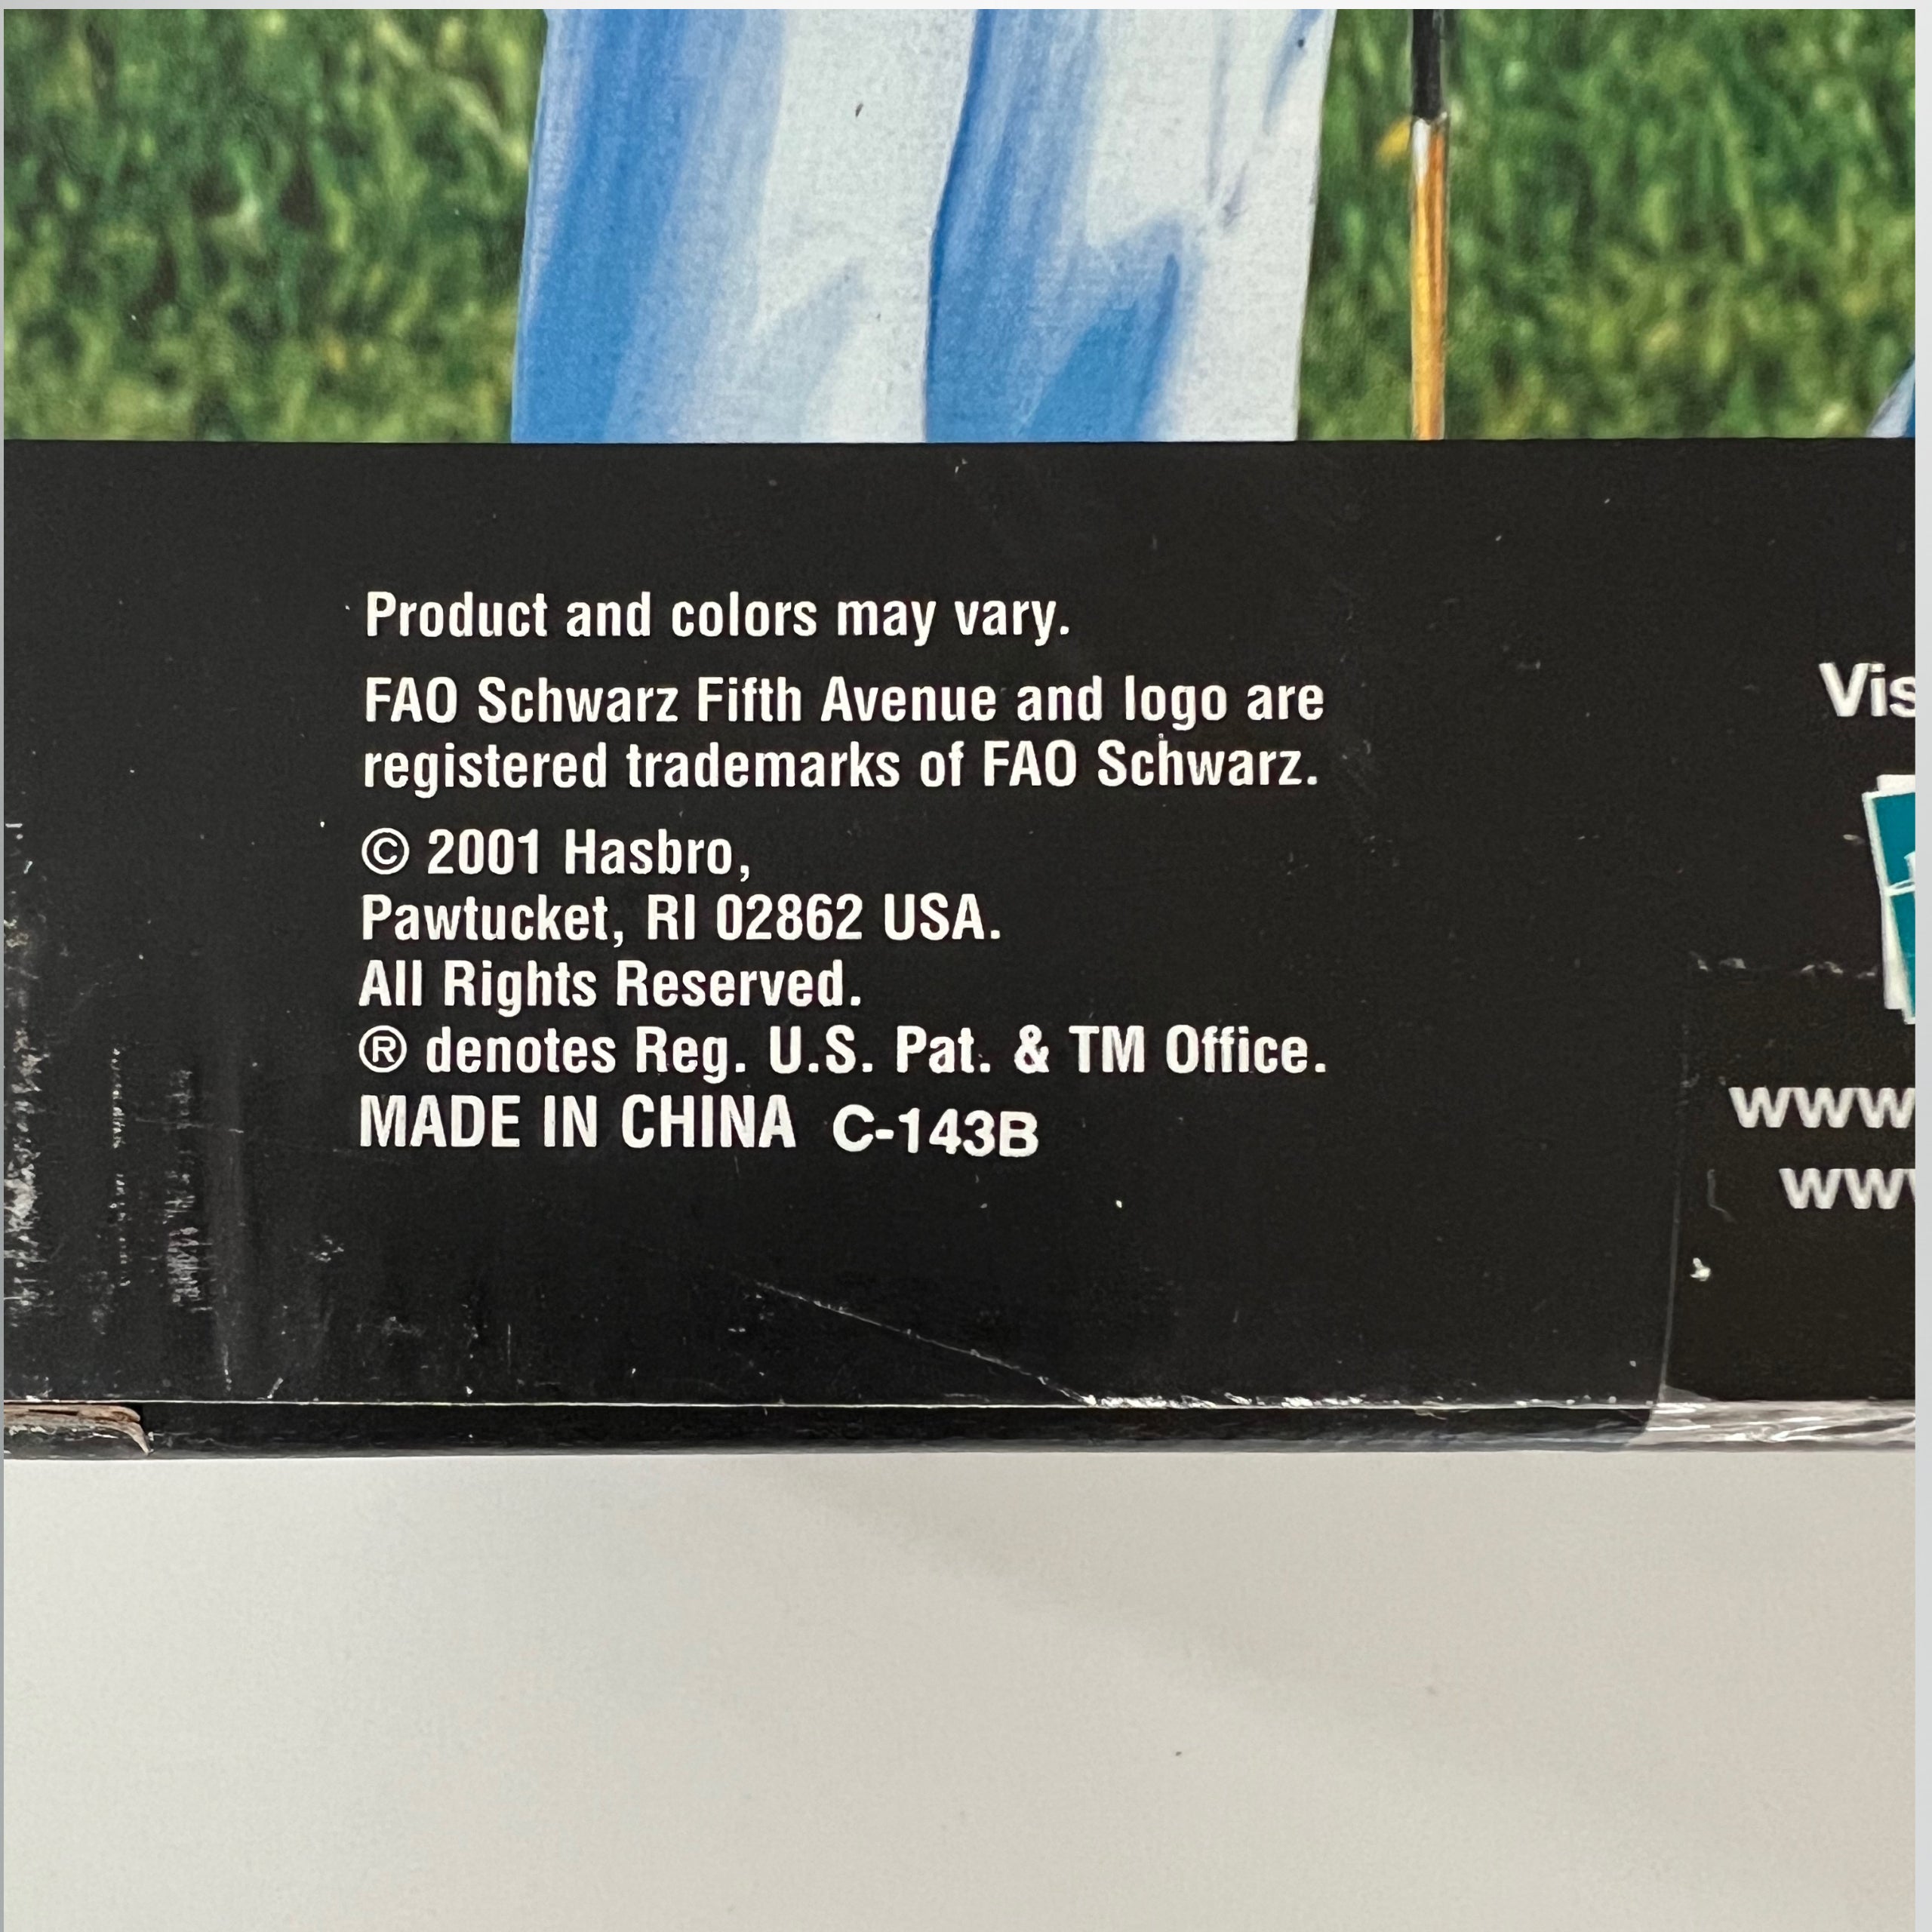 Product and colors may vary.
FAO Schwarz Fifth Avenue and logo are
registered trademarks of FAO Schwarz.
© 2001 Hasbro,
Pawtucket, RI 02862 USA.
All Rights Reserved.
® denotes Reg. U.S. Pat. & TM Office.
MADE IN CHINA C-143B
www.